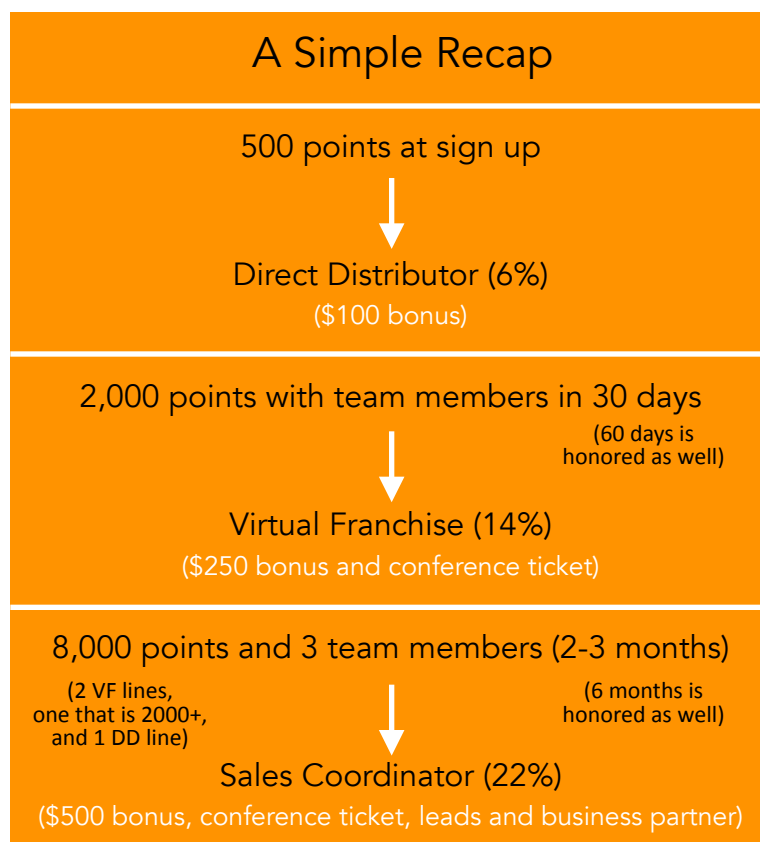 A Simple Recap
500 points at sign up
Direct Distributor (6%)
($100 bonus)
2,000 points with team members in 30 days
(60 days is
honored as well)
Virtual Franchise (14%)
($250 bonus and conference ticket)
8,000 points and 3 team members (2-3 months)
(2 VF lines,
one that is 2000+,
and 1 DD line)
(6 months is
honored as well)
Sales Coordinator (22%)
($500 bonus, conference ticket, leads and business partner)